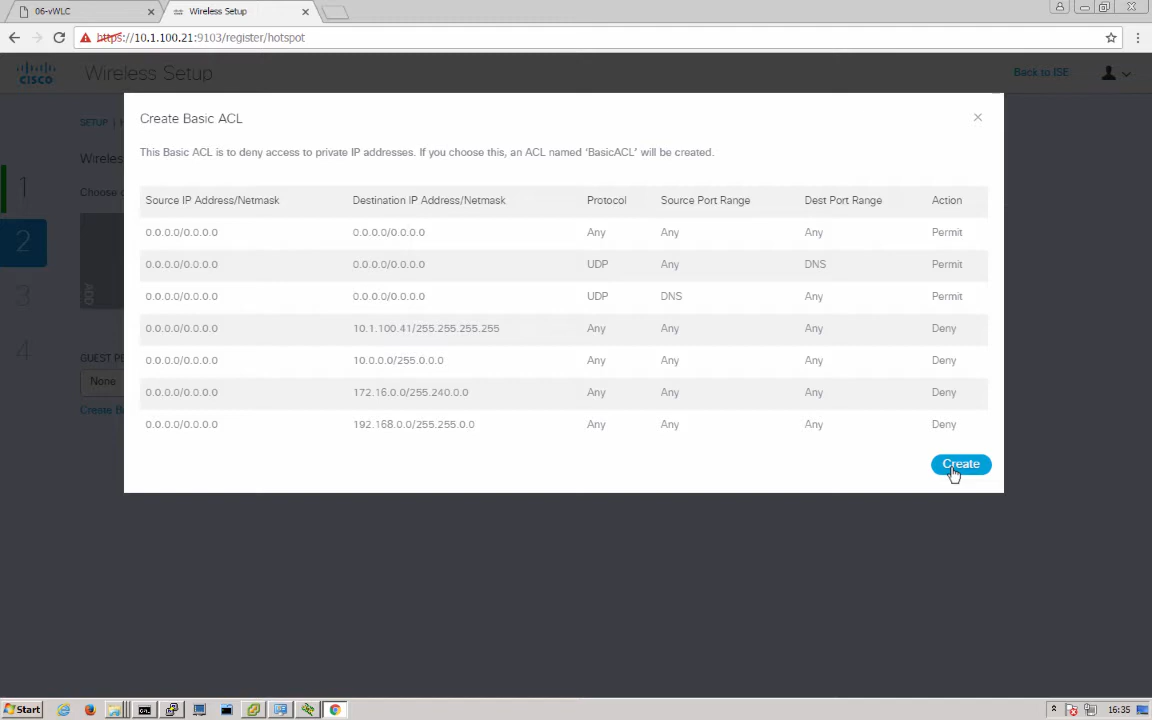 06-vWLC
Wireless Setup
https://10.1.100.21:9103/register/hotspot
CISCO
Wireless Setup
Back to ISE
SETUP |
Create Basic ACL
This Basic ACL is to deny access to private IP addresses. If you choose this, an ACL named 'BasicACL' will be created.
Source IP Address/Netmask Destination IP Address/Netmask Protocol Source Port Range Dest Port Range Action
0.0.0.0/0.0.0.0 0.0.0.0/0.0.0.0 Any Any Any Permit
0.0.0.0/0.0.0.0 0.0.0.0/0.0.0.0 UDP Any DNS Permit
0.0.0.0/0.0.0.0 0.0.0.0/0.0.0.0 UDP DNS Any Permit
0.0.0.0/0.0.0.0 10.1.100.41/255.255.255.255 Any Any Any Deny
0.0.0.0/0.0.0.0 10.0.0.0/255.0.0.0 Any Any Any Deny
0.0.0.0/0.0.0.0 172.16.0.0/255.240.0.0 Any Any Any Deny
0.0.0.0/0.0.0.0 192.168.0.0/255.255.0.0 Any Any Any Deny
Create
1
2
3
4
Wireles
Choose
ADD
GUEST
None
Create B
Start
16:35